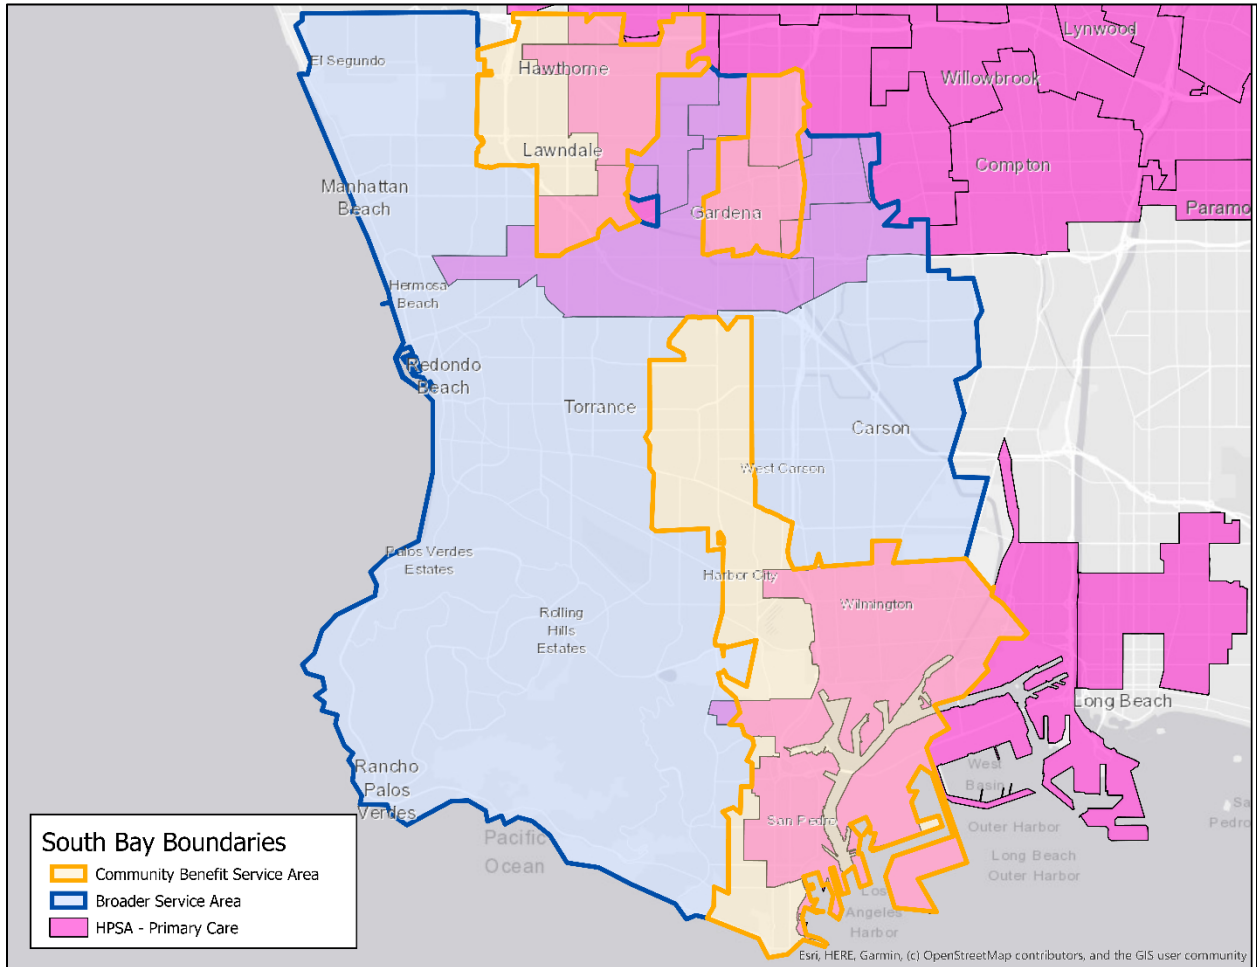 Lynwood
El Segundo
Hawthorne
Willowbrook
Lawndale
Compton
Manhattan
Beach
Gardena
Paramo
Hermosa
Beach
Redondo
Beach
Torrance
Carson
West Carson
Palos Verdes
Estates
Harbor City
Wilmington
Rolling
Hills
Estates
Long Beach
Rancho
Palos
Verdes
West
Basin
Sa
Pedro
San Pedro
Outer Harbor
Pacific
Ocean
Long Beach
Outer Harbor
Los
Angeles
Harbor
South Bay Boundaries
Community Benefit Service Area
Broader Service Area
HPSA - Primary Care
Esri, HERE, Garmin, (c) OpenStreetMap contributors, and the GIS user community